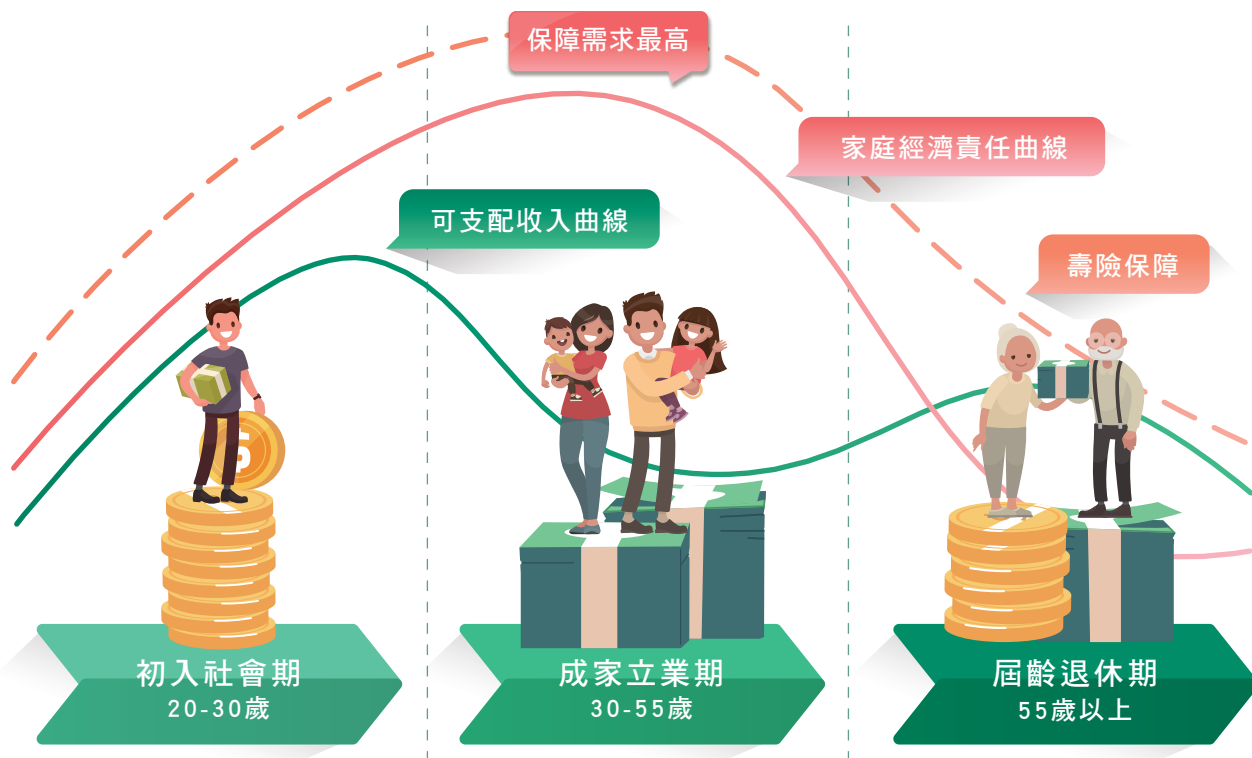 保障需求最高
家庭經濟責任曲線
可支配收入曲線
壽險保障
初入社會期
20-30歲
成家立業期
30-55歲
屆齡退休期
55歲以上